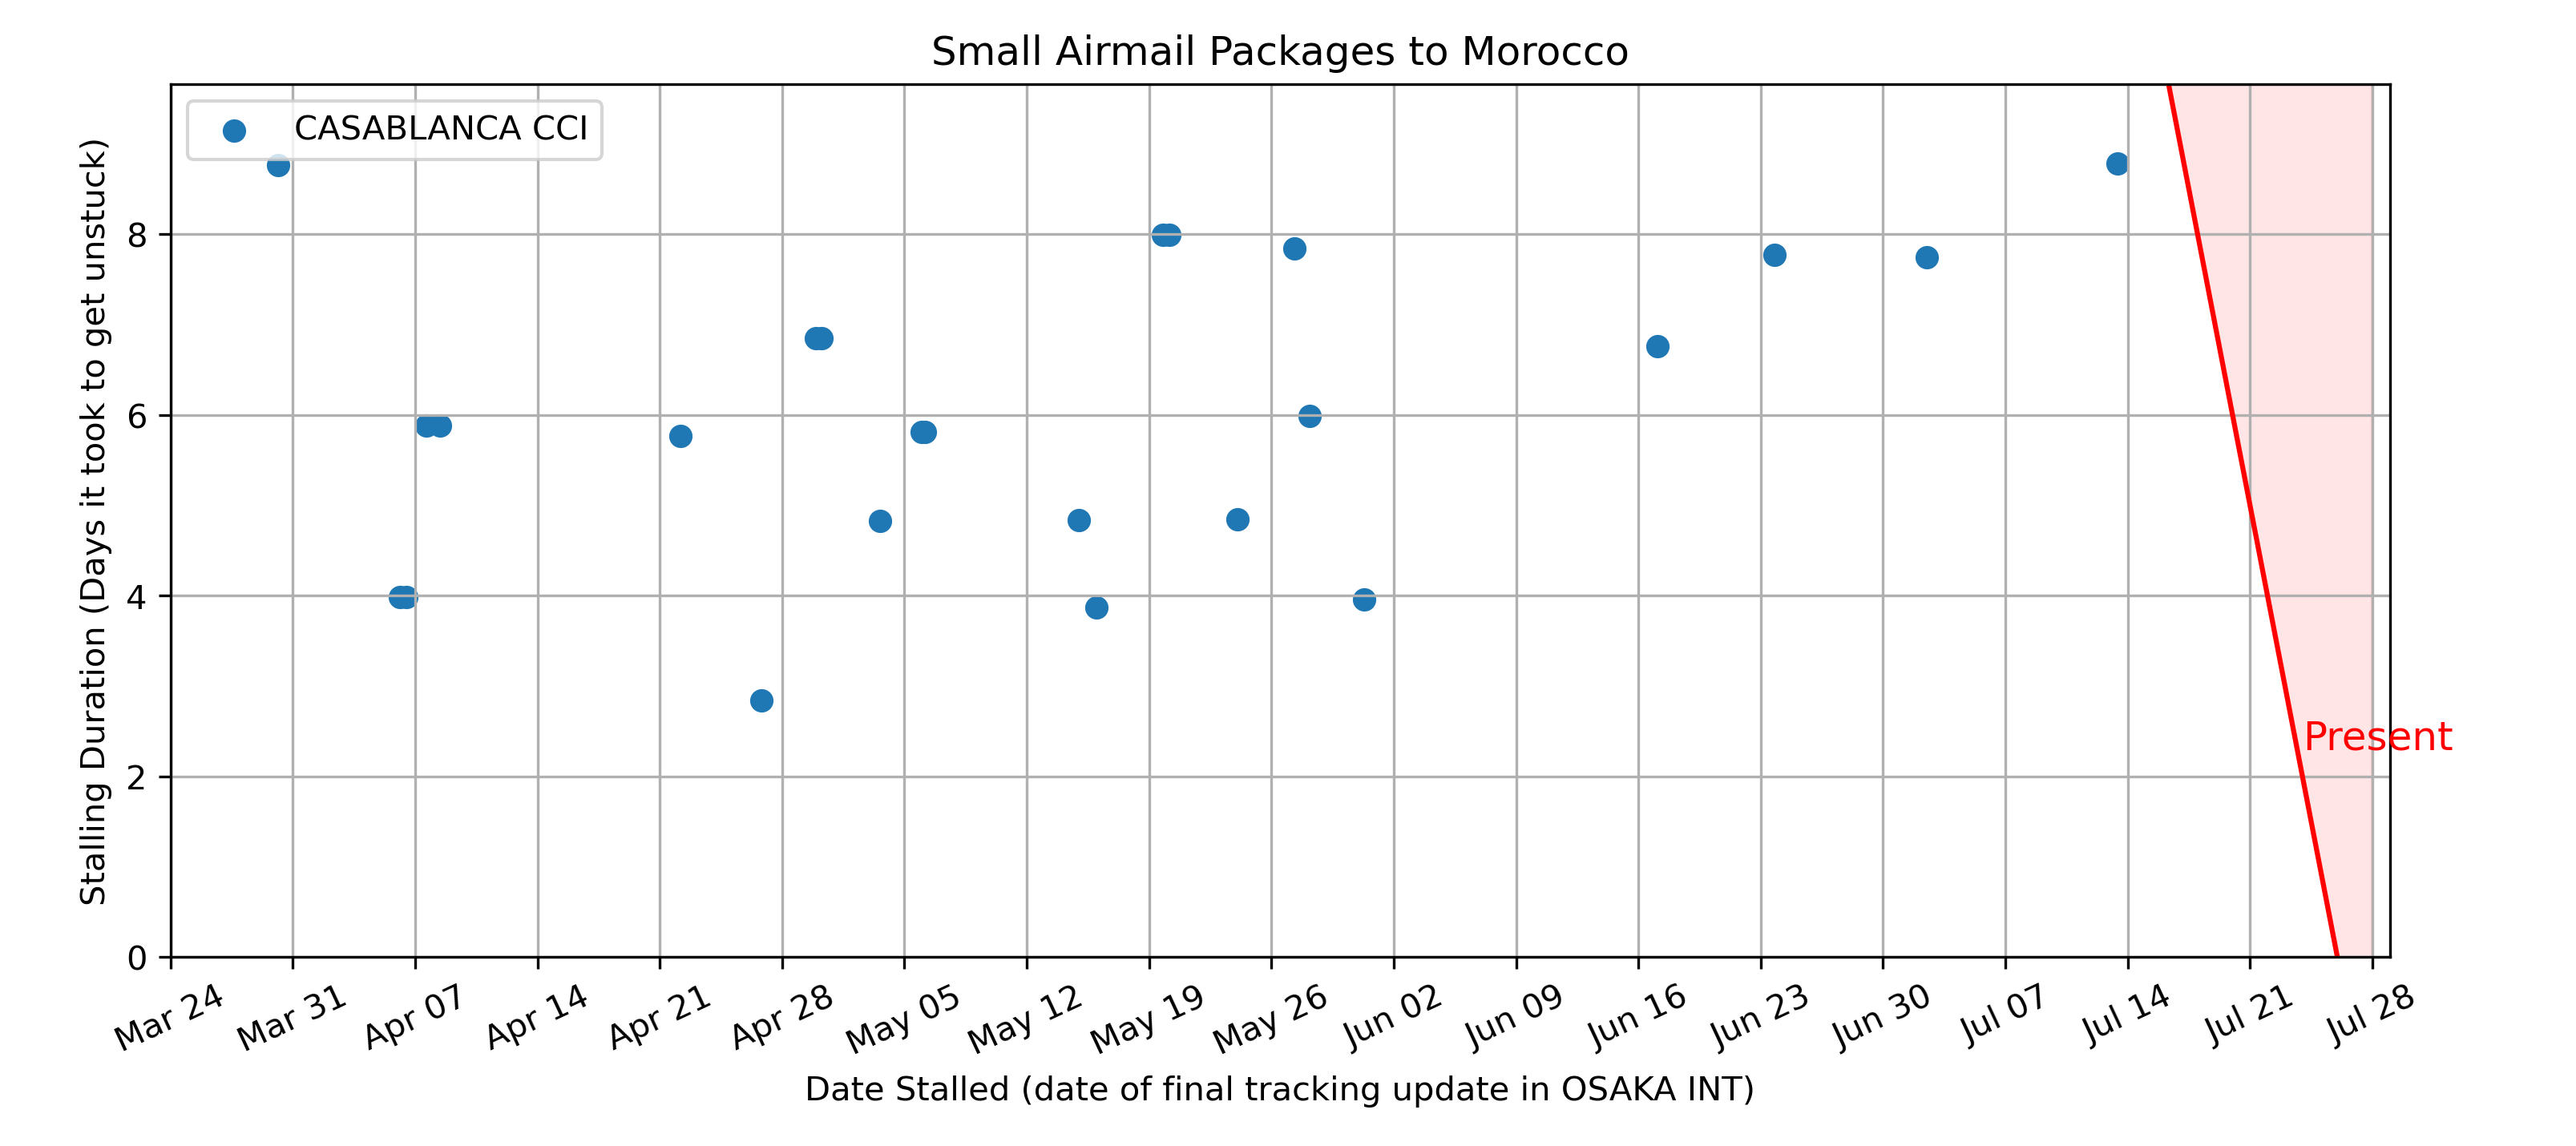 Small Airmail Packages to Morocco
CASABLANCA CCI
Stalling Duration (Days it took to get unstuck)
8
6
4
2
0
Present
Mar 24
Mar 31
Apr 07
Apr 14
Apr 21
Apr 28
May 05
May 12
May 19
May 26
Jun 02
Jun 09
Jun 16
Jun 23
Jun 30
Jul 07
Jul 14
Jul 21
Jul 28
Date Stalled (date of final tracking update in OSAKA INT)